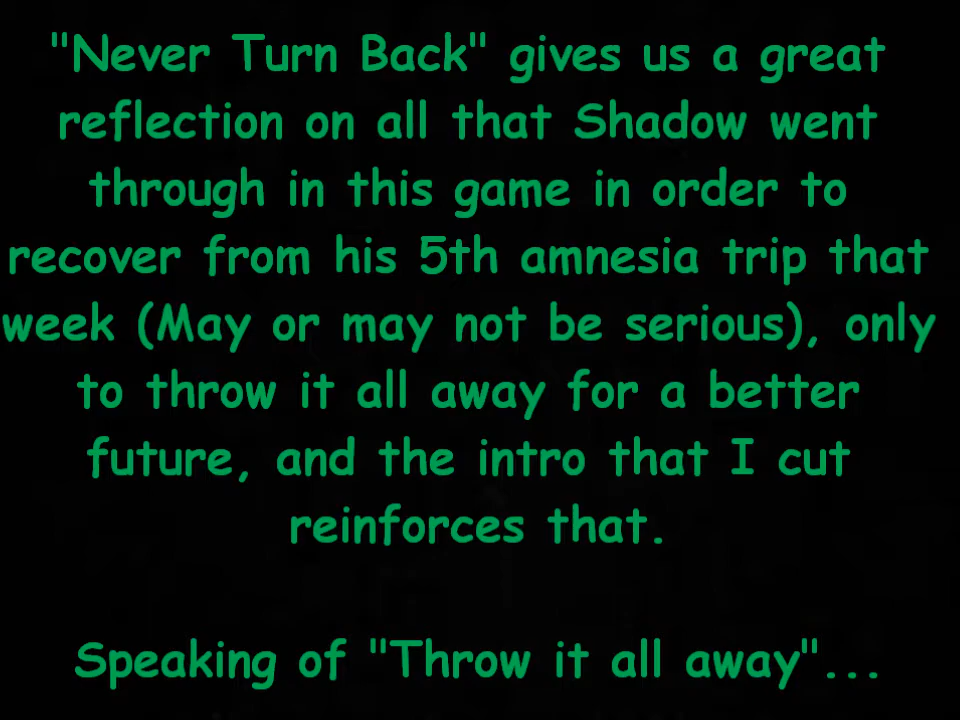 "Never Turn Back" gives us a great
reflection on all that Shadow went
through in this game in order to
recover from his 5th amnesia trip that
week (May or may not be serious), only
to throw it all away for a better
future, and the intro that I cut
reinforces that.
Speaking of "Throw it all away"...